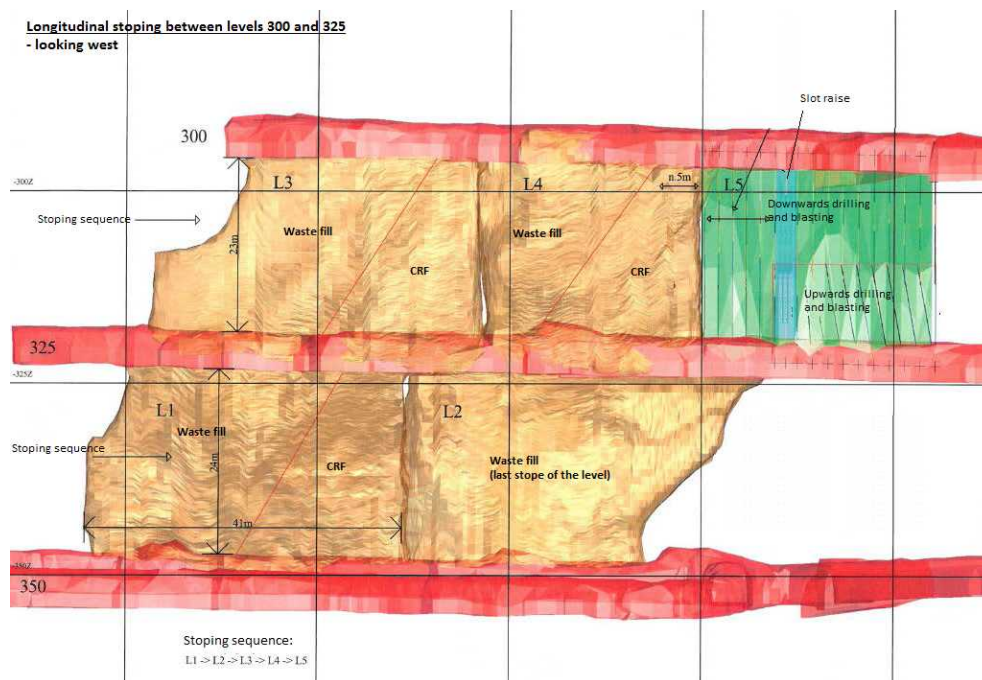 Longitudinal stoping between levels 300 and 325
- looking west
Slot raise
300
-300Z
L3
L4
n.5m
L5
Stoping sequence
Waste fill
Waste fill
Downwards drilling
and blasting
23m
CRF
CRF
Upwards drilling
and blasting
325
-325Z
L1
L2
Waste fill
Stoping sequence
24m
CRF
Waste fill
(last stope of the level)
41m
-350Z
350
Stoping sequence:
L1 -> L2 -> L3 -> L4 -> L5